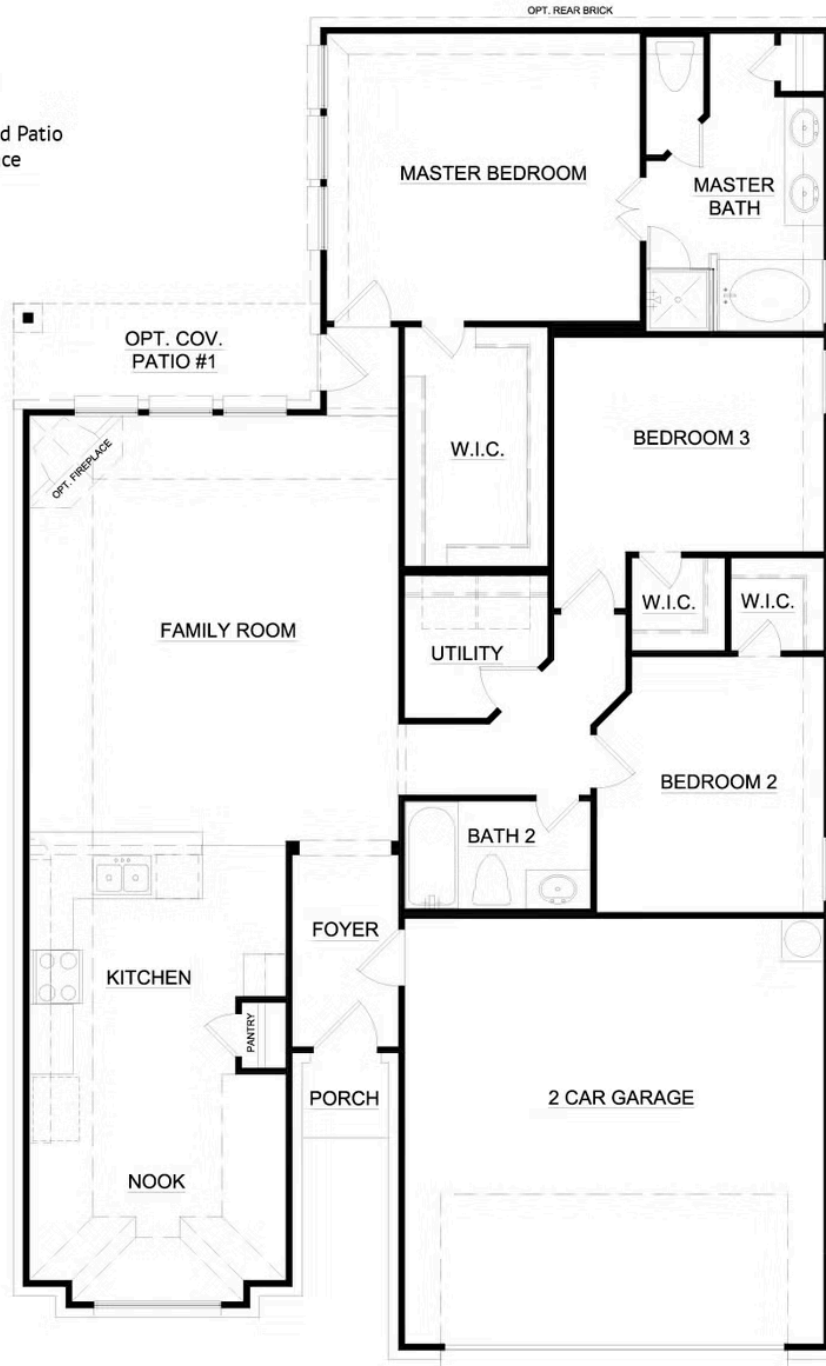 OPT. REAR BRICK
d Patio
ce
MASTER BEDROOM
MASTER
BATH
OPT. COV.
PATIO #1
OPT. FIREPLACE
W.I.C.
BEDROOM 3
FAMILY ROOM
UTILITY
W.I.C.
W.I.C.
BEDROOM 2
BATH 2
FOYER
KITCHEN
PANTRY
PORCH
2 CAR GARAGE
NOOK